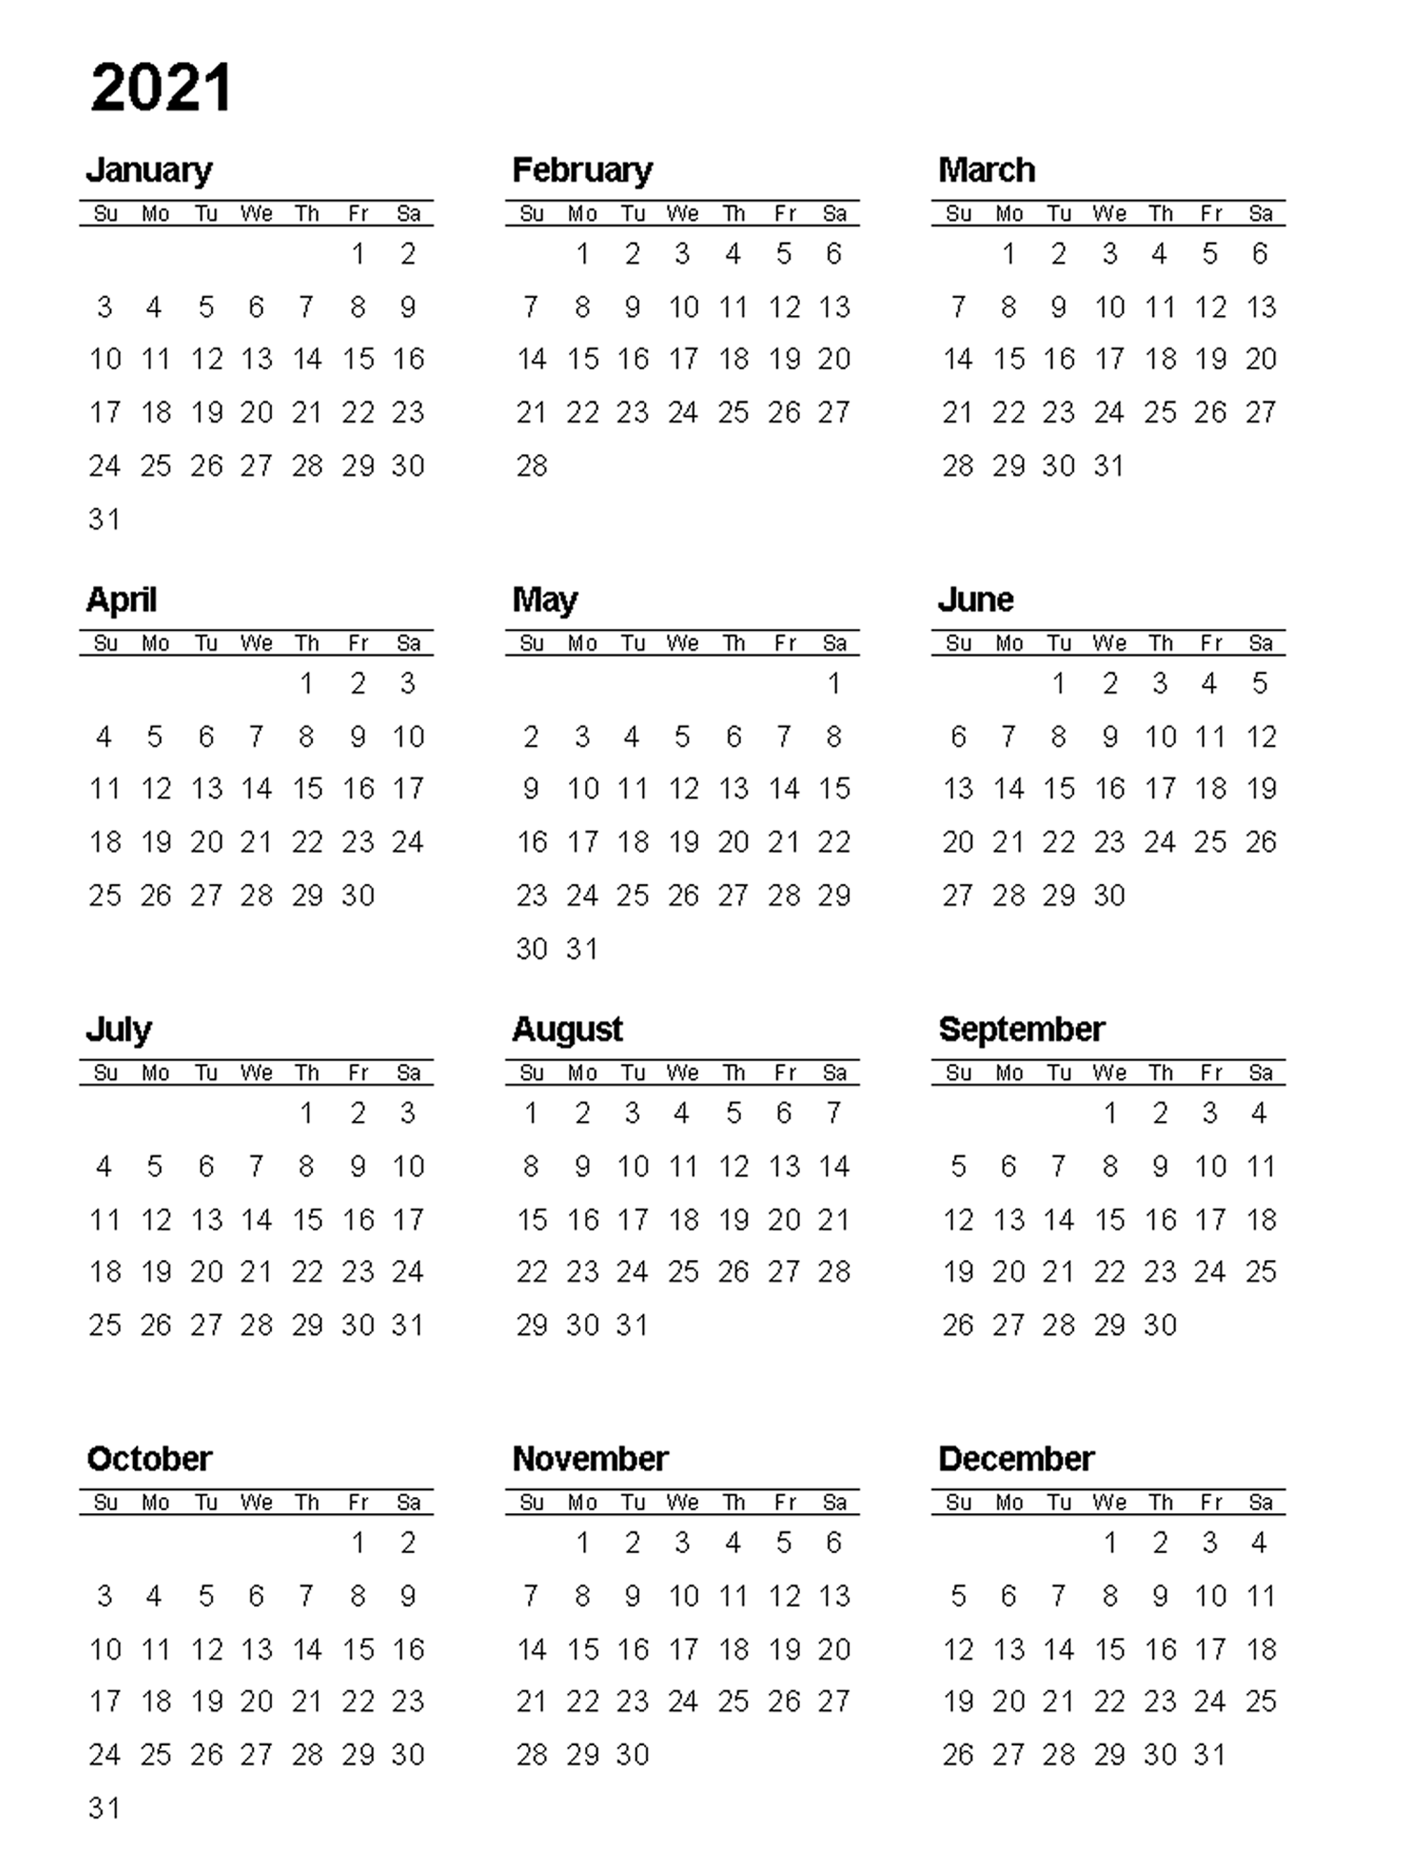 2021
January
Su Mo Tu We Th Fr Sa
1 2
3 4 5 6 7 8 9
10 11 12 13 14 15 16
17 18 19 20 21 22 23
24 25 26 27 28 29 30
31
February
Su Mo Tu We Th Fr Sa
1 2 3 4 5 6
7 8 9 10 11 12 13
14 15 16 17 18 19 20
21 22 23 24 25 26 27
28
March
Su Mo Tu We Th Fr Sa
1 2 3 4 5 6
7 8 9 10 11 12 13
14 15 16 17 18 19 20
21 22 23 24 25 26 27
28 29 30 31
April
Su Mo Tu We Th Fr Sa
1 2 3
4 5 6 7 8 9 10
11 12 13 14 15 16 17
18 19 20 21 22 23 24
25 26 27 28 29 30
May
Su Mo Tu We Th Fr Sa
1
2 3 4 5 6 7 8
9 10 11 12 13 14 15
16 17 18 19 20 21 22
23 24 25 26 27 28 29
30 31
June
Su Mo Tu We Th Fr Sa
1 2 3 4 5
6 7 8 9 10 11 12
13 14 15 16 17 18 19
20 21 22 23 24 25 26
27 28 29 30
July
Su Mo Tu We Th Fr Sa
1 2 3
4 5 6 7 8 9 10
11 12 13 14 15 16 17
18 19 20 21 22 23 24
25 26 27 28 29 30 31
August
Su Mo Tu We Th Fr Sa
1 2 3 4 5 6 7
8 9 10 11 12 13 14
15 16 17 18 19 20 21
22 23 24 25 26 27 28
29 30 31
September
Su Mo Tu We Th Fr Sa
1 2 3 4
5 6 7 8 9 10 11
12 13 14 15 16 17 18
19 20 21 22 23 24 25
26 27 28 29 30
October
Su Mo Tu We Th Fr Sa
1 2
3 4 5 6 7 8 9
10 11 12 13 14 15 16
17 18 19 20 21 22 23
24 25 26 27 28 29 30
31
November
Su Mo Tu We Th Fr Sa
1 2 3 4 5 6
7 8 9 10 11 12 13
14 15 16 17 18 19 20
21 22 23 24 25 26 27
28 29 30
December
Su Mo Tu We Th Fr Sa
1 2 3 4
5 6 7 8 9 10 11
12 13 14 15 16 17 18
19 20 21 22 23 24 25
26 27 28 29 30 31